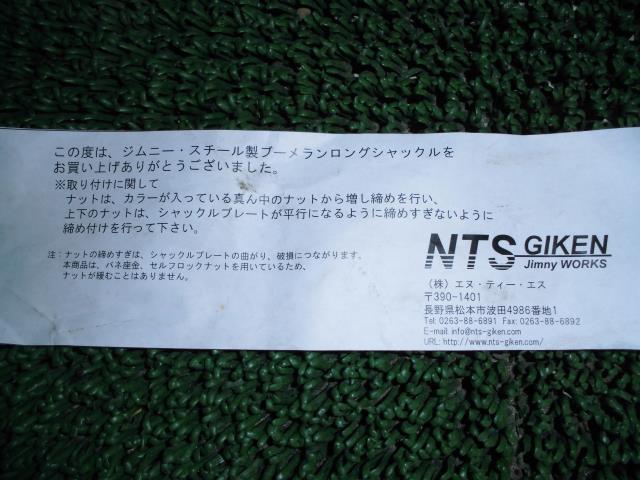 この度は、ジムニー・スチール製ブーメランロングシャックルを
お買い上げありがとうございました。
※取り付けに関して
ナットは、カラーが入っている真ん中のナットから増し締めを行い、
上下のナットは、シャックルプレートが平行になるように締めすぎないように
締め付けを行って下さい。
注：ナットの締めすぎは、シャックルプレートの曲がり、破損につながります。
本商品は、バネ座金、セルフロックナットを用いているため、
ナットが緩むことはありません。
NTS GIKEN
Jimny WORKS
（株）エヌ・ティー・エス
〒390-1401
長野県松本市波田4986番地1
Tel: 0263-88-6891 Fax: 0263-88-6892
E-mail: info@nts-giken.com
URL: http://www.nts-giken.com/